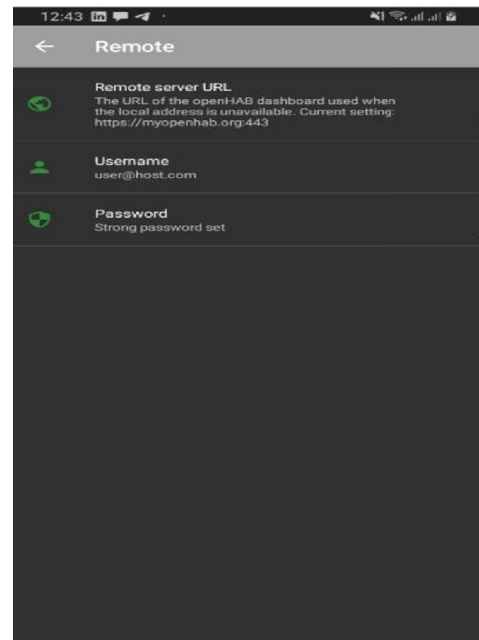 12:43
Remote
Remote server URL
The URL of the openHAB dashboard used when
the local address is unavailable. Current setting:
https://myopenhab.org:443
Username
user@host.com
Password
Strong password set